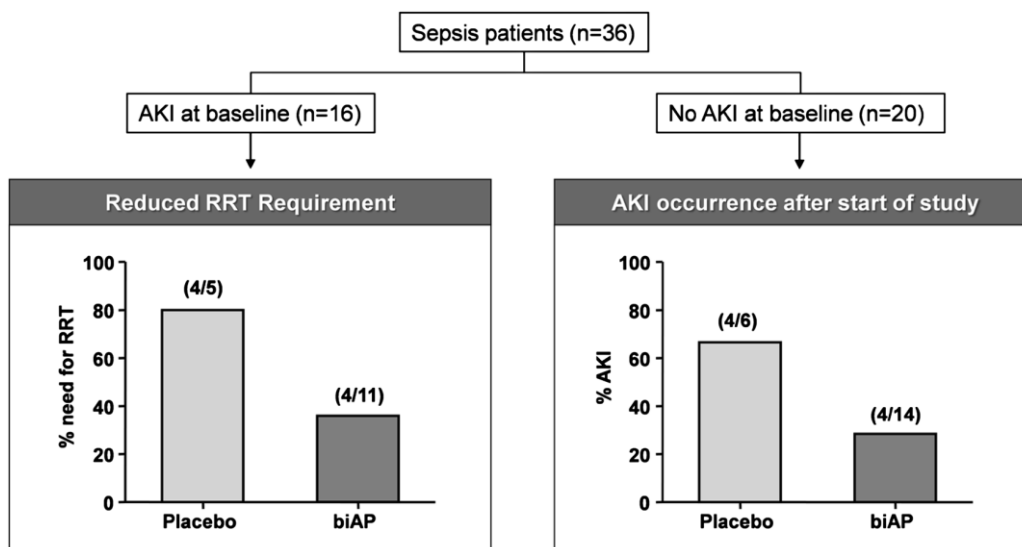 Sepsis patients (n=36)
AKI at baseline (n=16)
No AKI at baseline (n=20)
Reduced RRT Requirement
% need for RRT
100
80
60
40
20
0
(4/5)
(4/11)
Placebo
biAP
AKI occurrence after start of study
% AKI
100
80
60
40
20
0
(4/6)
(4/14)
Placebo
biAP